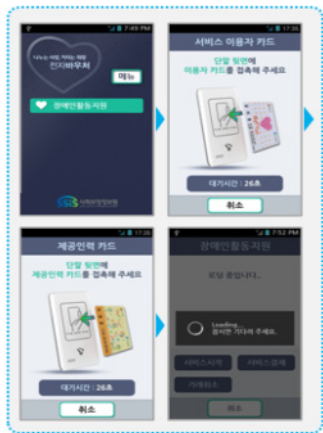 7:49 PM
나누는 사랑, 커지는 희망
전자바우처
메뉴
장애인활동지원
SSiS 사회보장정보원
17:35
서비스 이용자 카드
단말 뒷면에
이용자 카드를 접촉해 주세요
대기시간 : 26초
취소
17:35
제공인력 카드
단말 뒷면에
제공인력 카드를 접촉해 주세요
대기시간 : 26초
취소
7:52 PM
장애인활동지원
로딩 중입니다...
Loading...
잠시만 기다려 주세요.
서비스시작 서비스결제
거래취소
취소